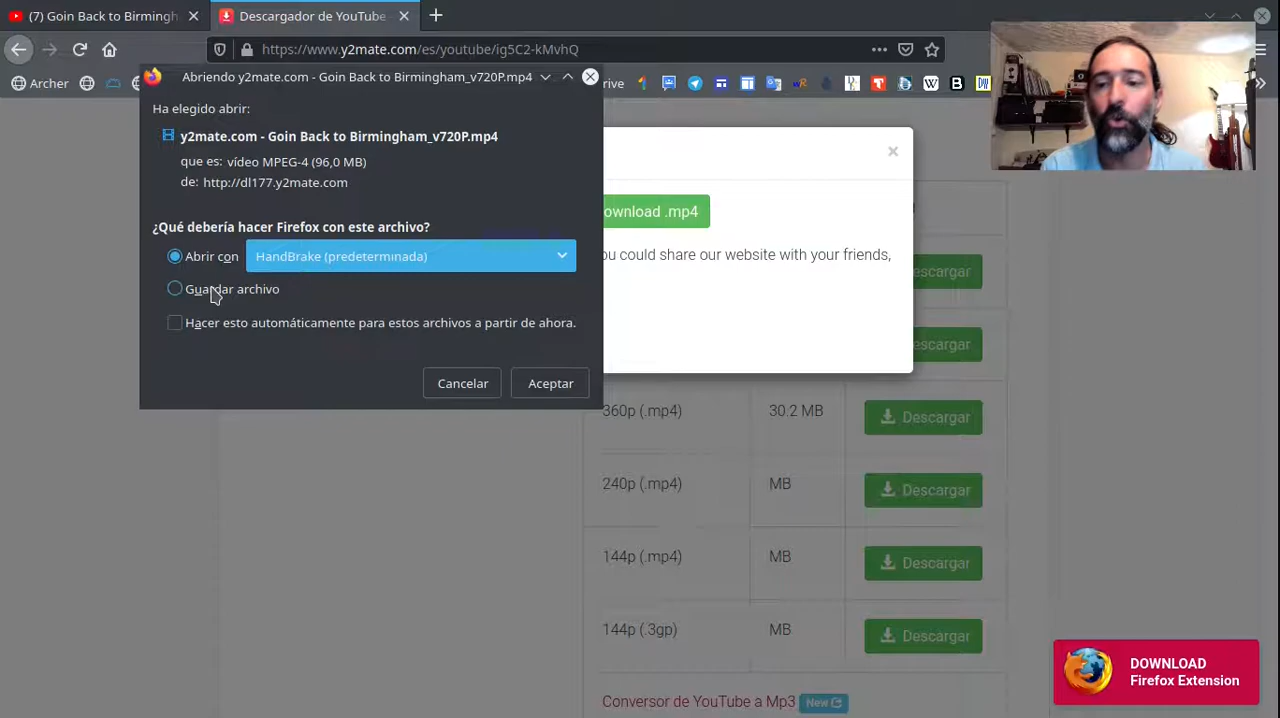 (7) Goin Back to Birmingh
Descargador de YouTube
https://www.y2mate.com/es/youtube/ig5C2-kMvhQ
Archer
rive
Abriendo y2mate.com - Goin Back to Birmingham_v720P.mp4
Ha elegido abrir:
y2mate.com - Goin Back to Birmingham_v720P.mp4
que es: vídeo MPEG-4 (96,0 MB)
de: http://dl177.y2mate.com
¿Qué debería hacer Firefox con este archivo?
Abrir con HandBrake (predeterminada)
Guardar archivo
Hacer esto automáticamente para estos archivos a partir de ahora.
Cancelar Aceptar
ownload .mp4
ou could share our website with your friends,
escargar
escargar
360p (.mp4) 30.2 MB Descargar
240p (.mp4) MB Descargar
144p (.mp4) MB Descargar
144p (.3gp) MB Descargar
Conversor de YouTube a Mp3 New
DOWNLOAD
Firefox Extension